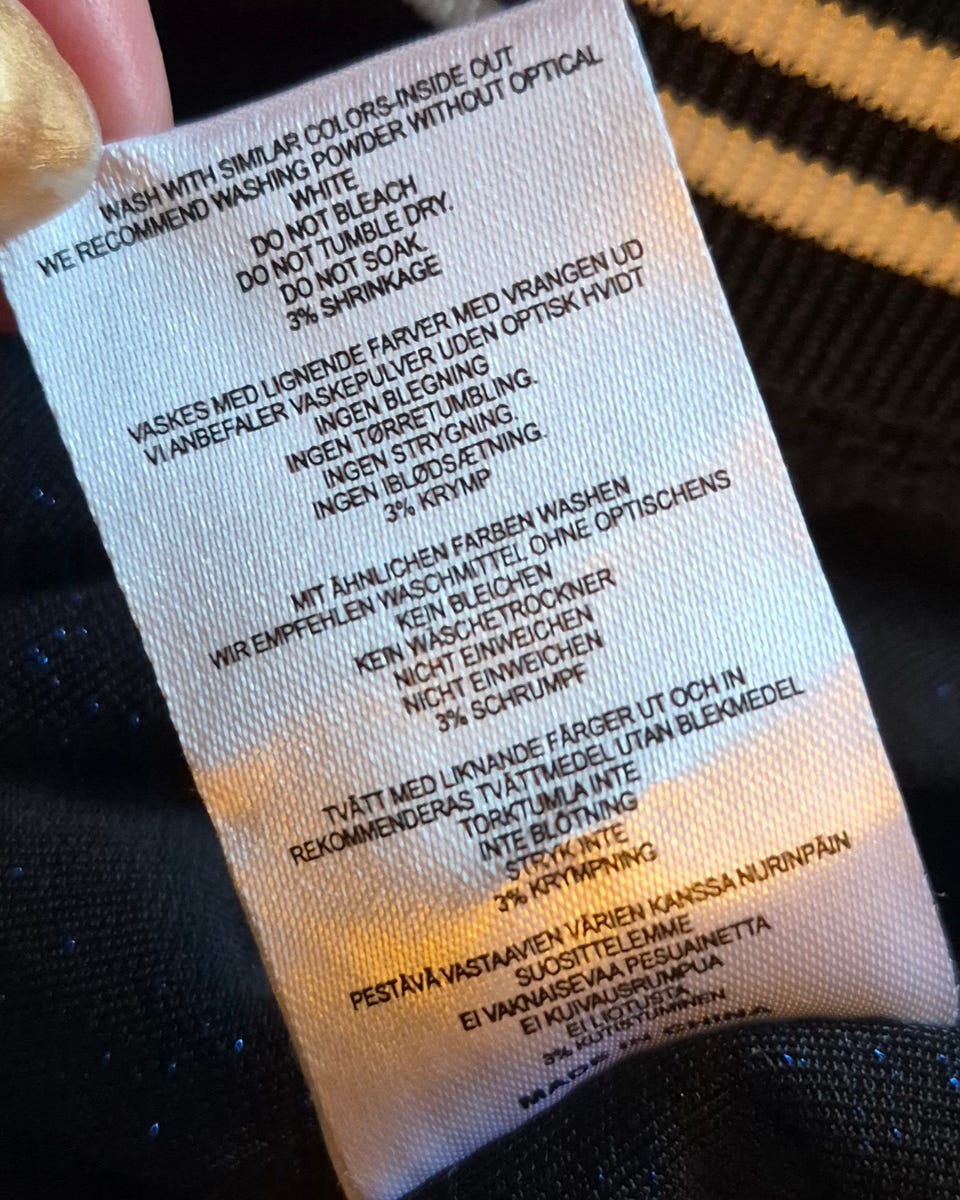 WASH WITH SIMILAR COLORS-INSIDE OUT
WE RECOMMEND WASHING POWDER WITHOUT OPTICAL
WHITE
DO NOT BLEACH
DO NOT TUMBLE DRY.
DO NOT SOAK.
3% SHRINKAGE
VASKES MED LIGNENDE FARVER MED VRANGEN UD
VI ANBEFALER VASKEPULVER UDEN OPTISK HVIDT
INGEN BLEGNING
INGEN TØRRETUMBLING.
INGEN STRYGNING.
INGEN IBLØDSÆTNING.
3% KRYMP
MIT ÄHNLICHEN FARBEN WASHEN
WIR EMPFEHLEN WASCHMITTEL OHNE OPTISCHENS
KEIN BLEICHEN
KEIN WÄSCHETROCKNER
NICHT EINWEICHEN
NICHT EINWEICHEN
3% SCHRUMPF
TVÄTT MED LIKNANDE FÄRGER UT OCH IN
REKOMMENDERAS TVÄTTMEDEL UTAN BLEKMEDEL
TORKTUMLA INTE
INTE BLÖTNING
STRYK INTE
3% KRYMPNING
PESTÄVÄ VASTAAVIEN VÄRIEN KANSSA NURINPÄIN
SUOSITTELEMME
EI VAKNAISEVAA PESUAINETTA
EI KUIVAUSRUMPUA
EI LIOTUSTA
3% KUTISTUMINEN
MADE IN CHINA